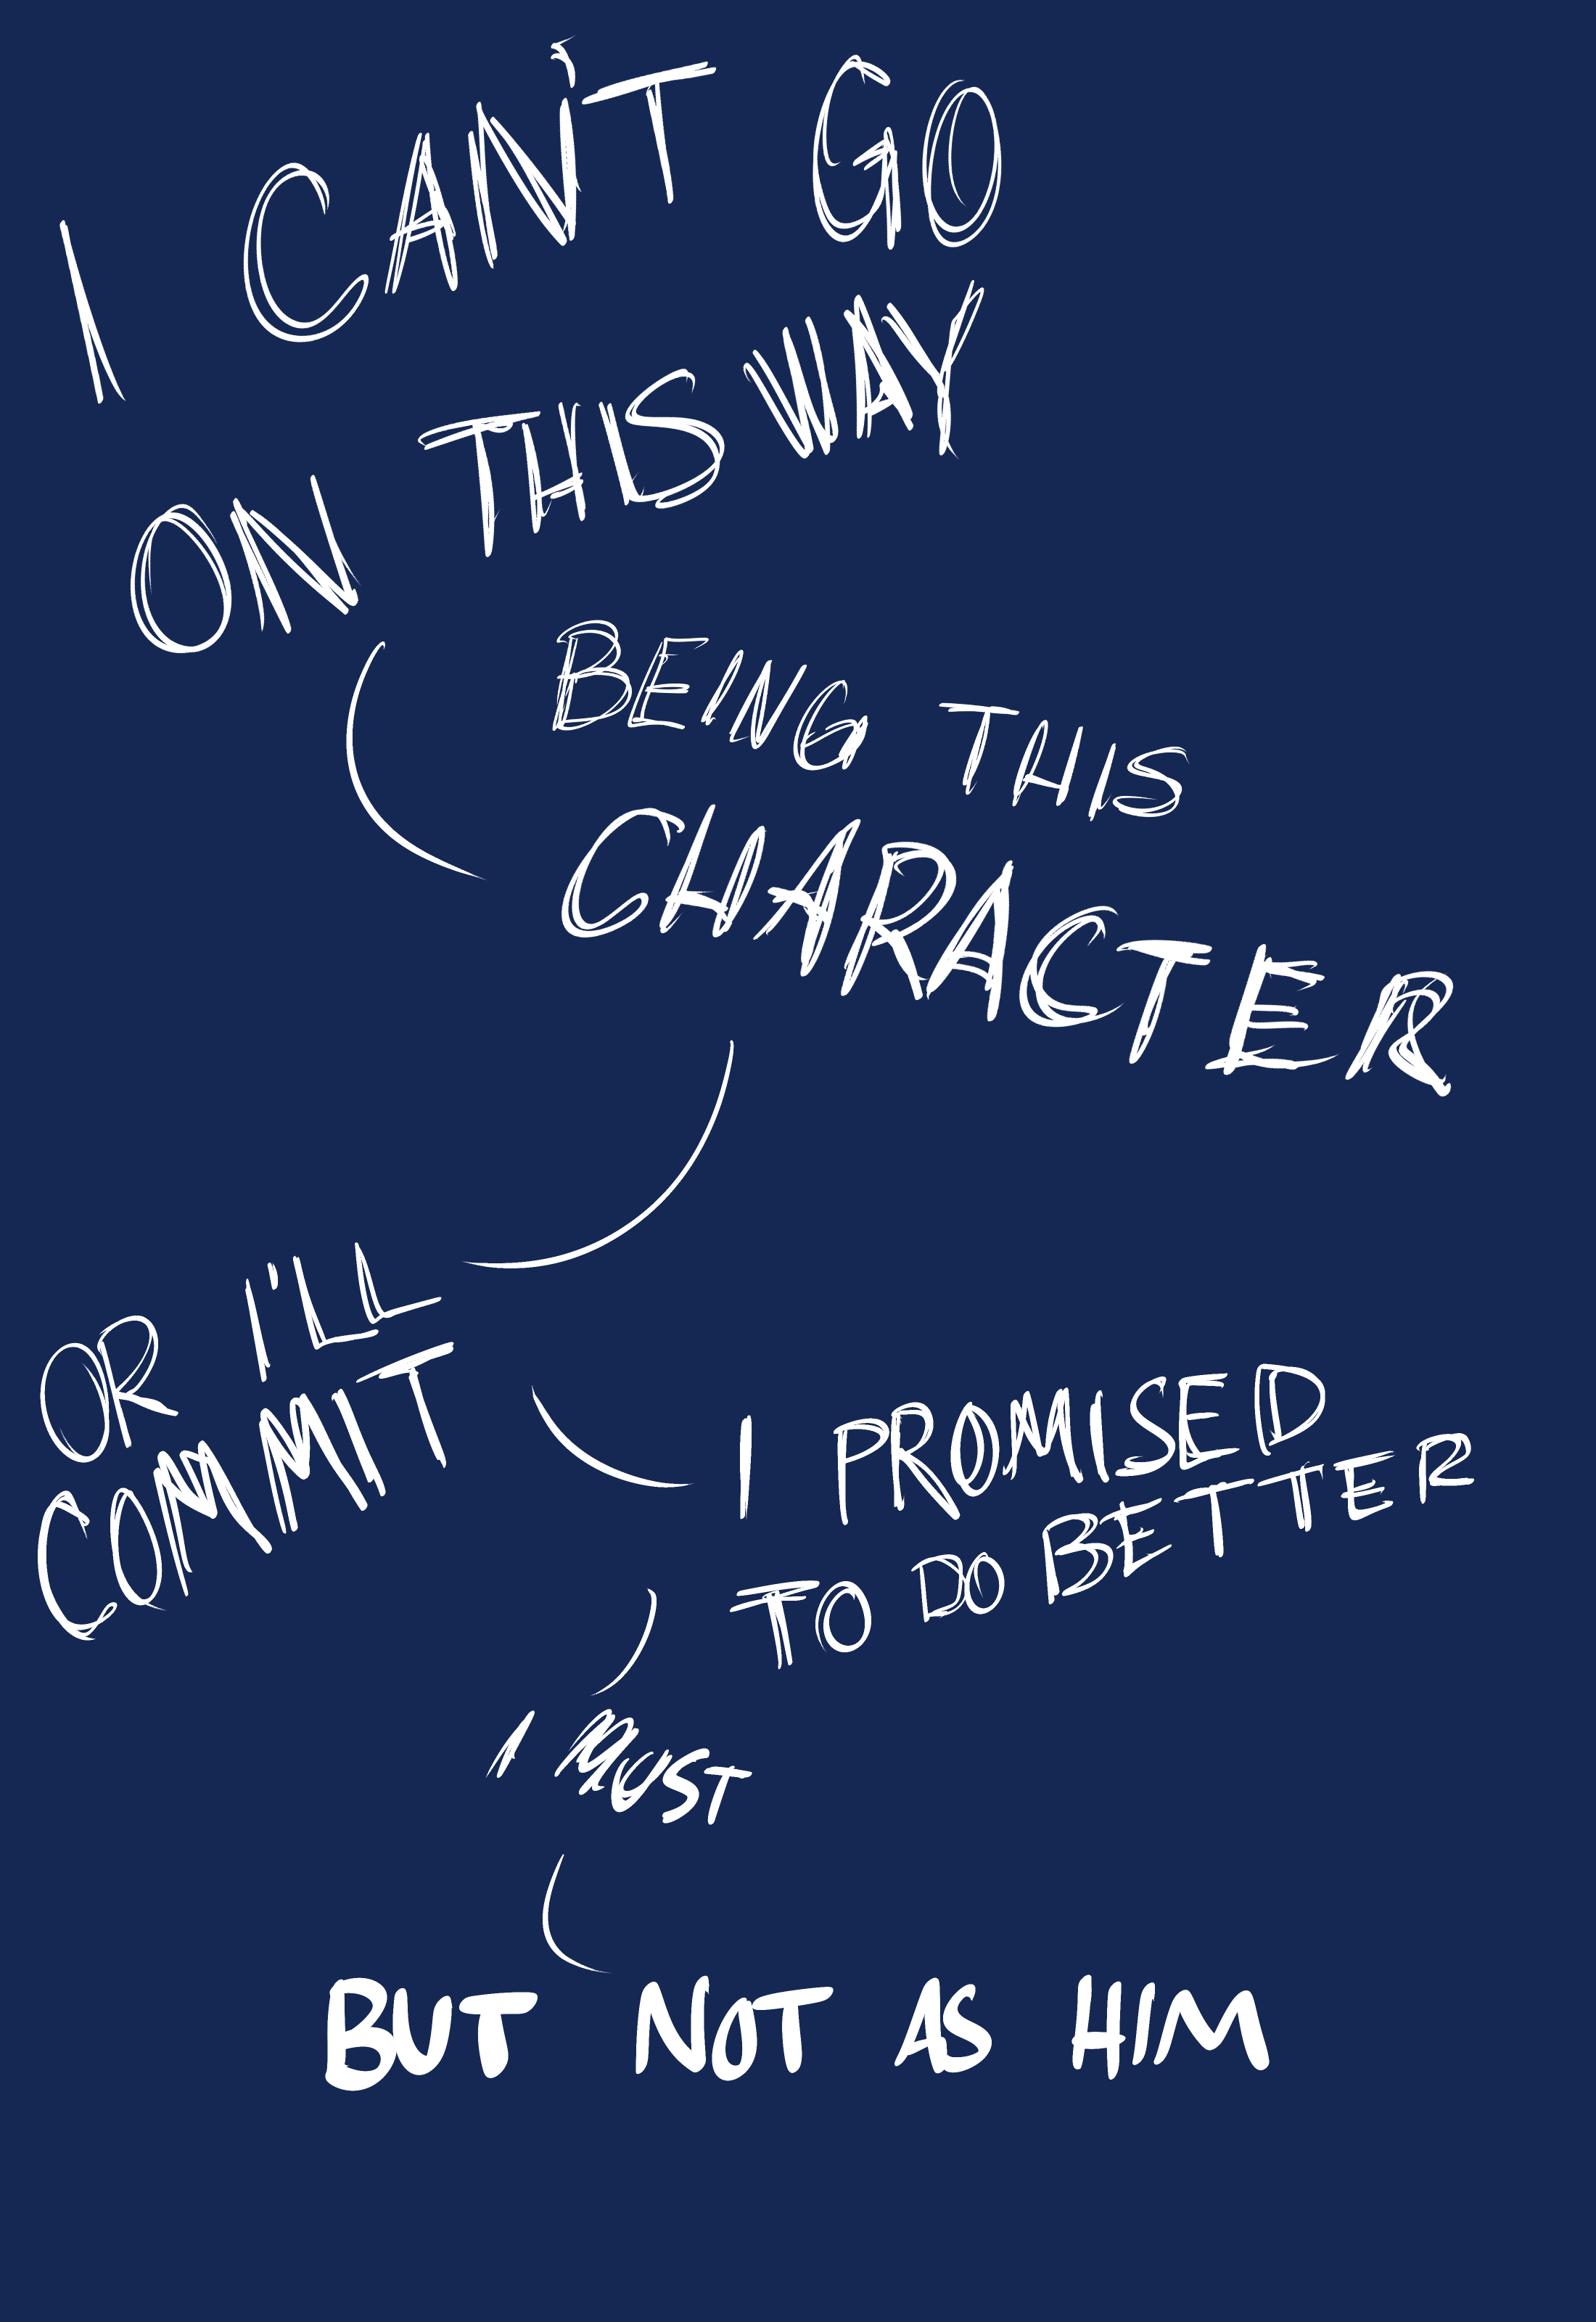 I CAN'T GO
ON THIS WAY
BEING THIS
CHARACTER
OR I'LL
COMMIT
I PROMISED
TO DO BETTER
I MUST
BUT NOT AS HIM